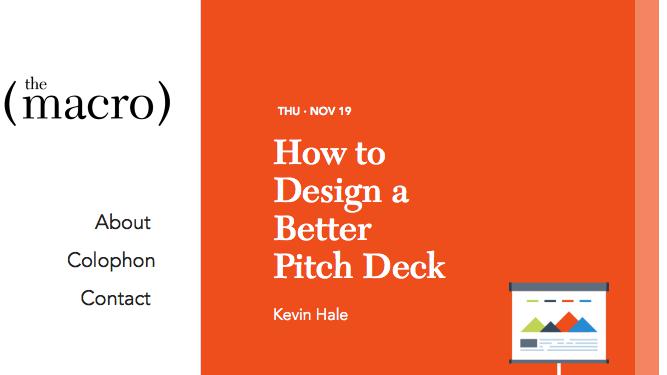 (the macro)
About
Colophon
Contact
THU · NOV 19
How to
Design a
Better
Pitch Deck
Kevin Hale